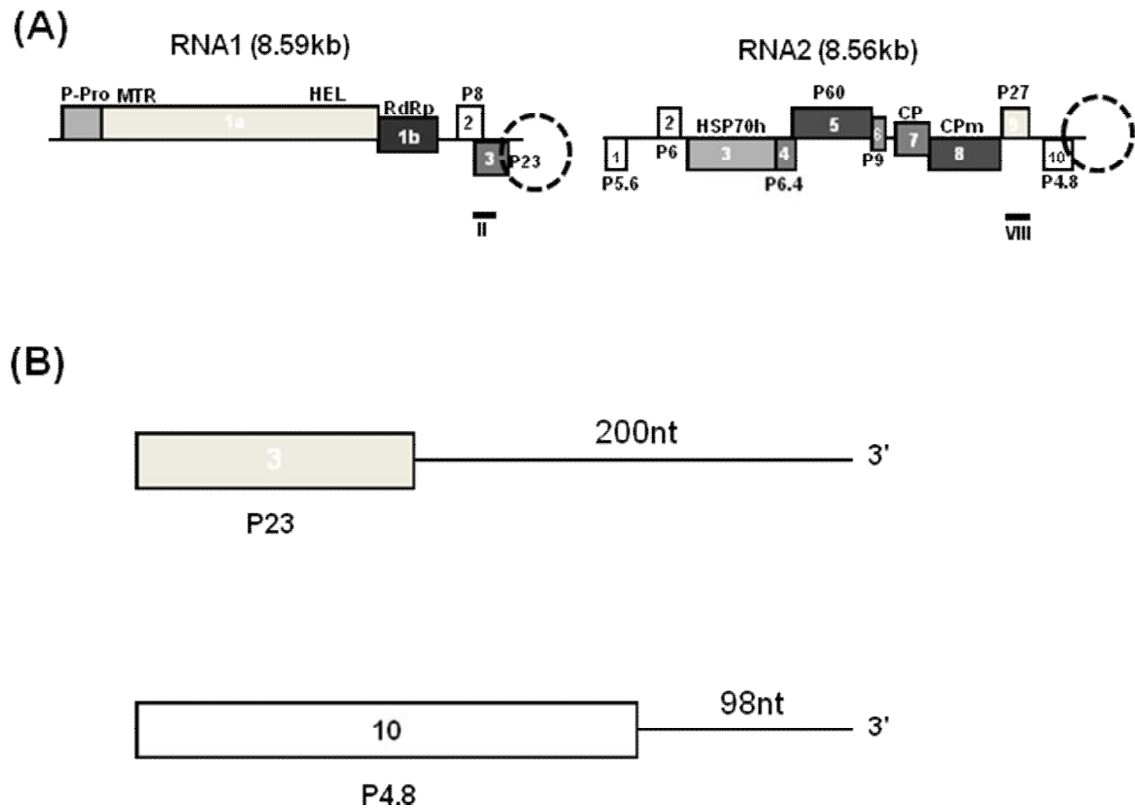 (A)
RNA1 (8.59kb)
RNA2 (8.56kb)
P-Pro MTR HEL RdRp P8
1a 1b 2 3 P23
II
P5.6 P6 HSP70h P6.4 P60 P9 CP CPm P27 P4.8
1 2 3 4 5 6 7 8 9 10
VIII
(B)
200nt
3 3'
P23
98nt
10 3'
P4.8